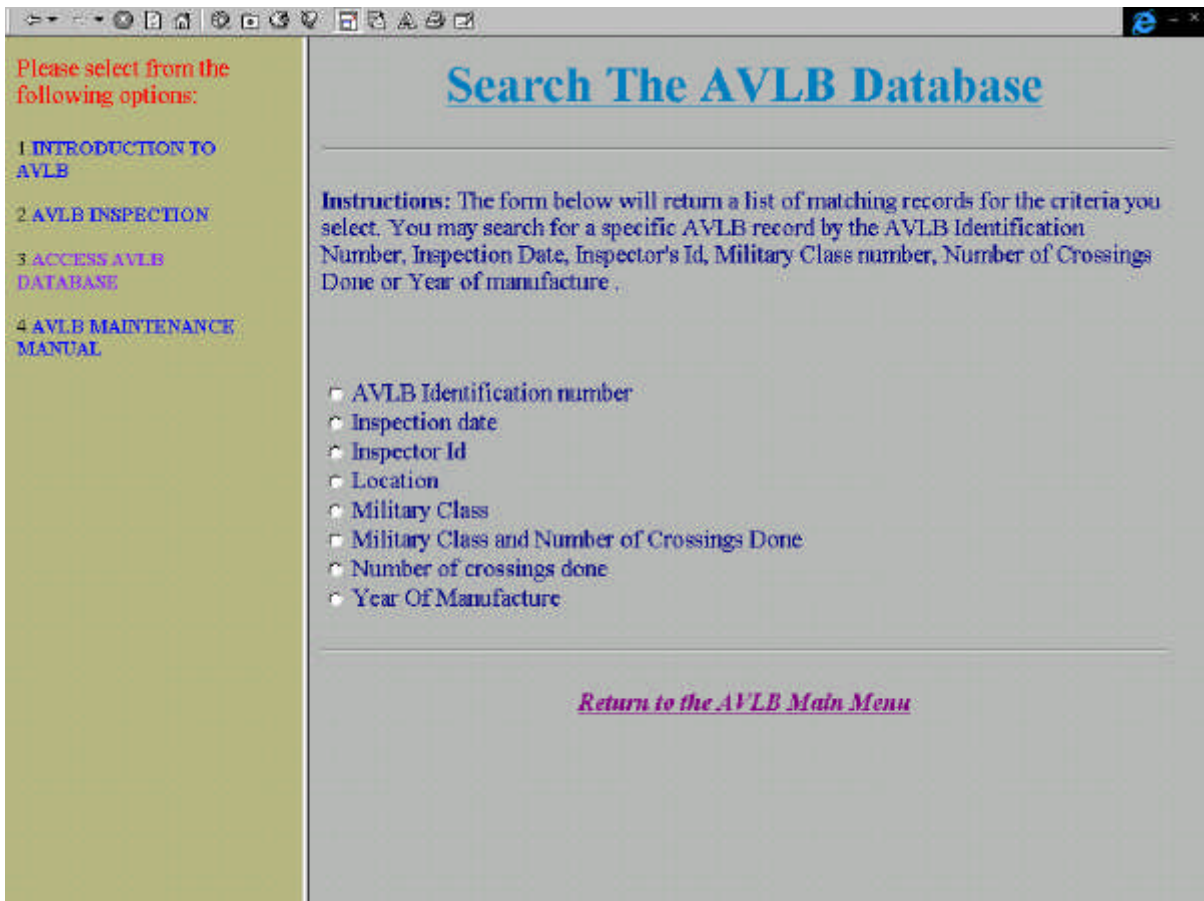 Please select from the
following options:
1 INTRODUCTION TO
AVLB
2 AVLB INSPECTION
3 ACCESS AVLB
DATABASE
4 AVLB MAINTENANCE
MANUAL
Search The AVLB Database
Instructions: The form below will return a list of matching records for the criteria you
select. You may search for a specific AVLB record by the AVLB Identification
Number, Inspection Date, Inspector's Id, Military Class number, Number of Crossings
Done or Year of manufacture .
AVLB Identification number
Inspection date
Inspector Id
Location
Military Class
Military Class and Number of Crossings Done
Number of crossings done
Year Of Manufacture
Return to the AVLB Main Menu